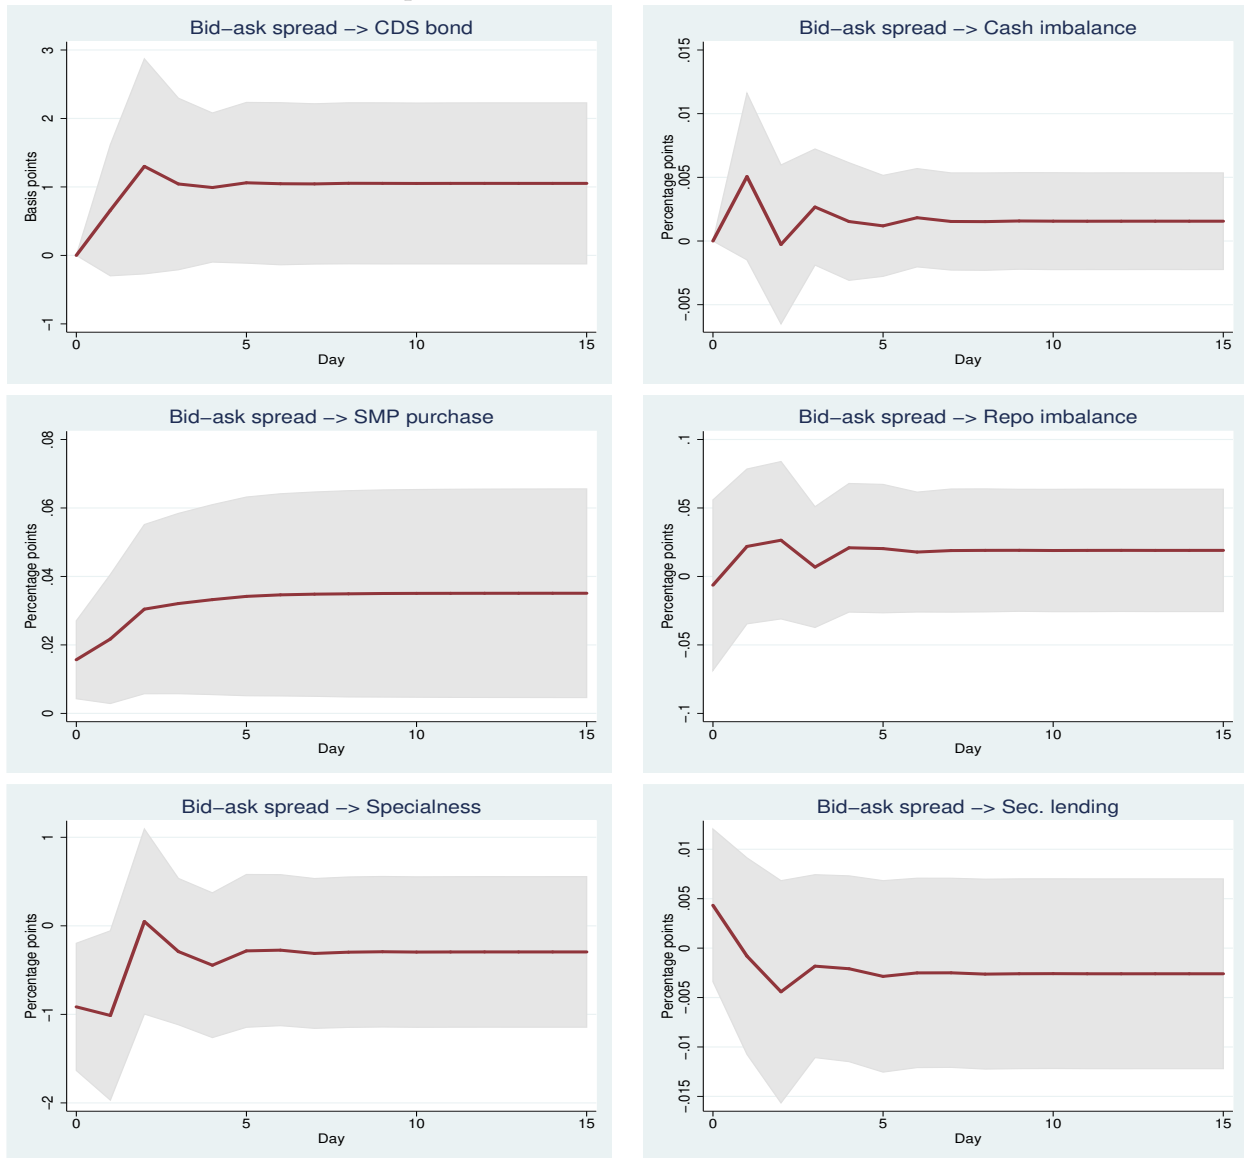 Bid−ask spread −> CDS bond
Basis points
3
2
1
0
−1
0 5 10 15
Day
Bid−ask spread −> Cash imbalance
Percentage points
.015
.01
.005
0
−.005
0 5 10 15
Day
Bid−ask spread −> SMP purchase
Percentage points
.08
.06
.04
.02
0
0 5 10 15
Day
Bid−ask spread −> Repo imbalance
Percentage points
.1
.05
0
−.05
−.1
0 5 10 15
Day
Bid−ask spread −> Specialness
Percentage points
1
0
−1
−2
0 5 10 15
Day
Bid−ask spread −> Sec. lending
Percentage points
.01
.005
0
−.005
−.01
−.015
0 5 10 15
Day